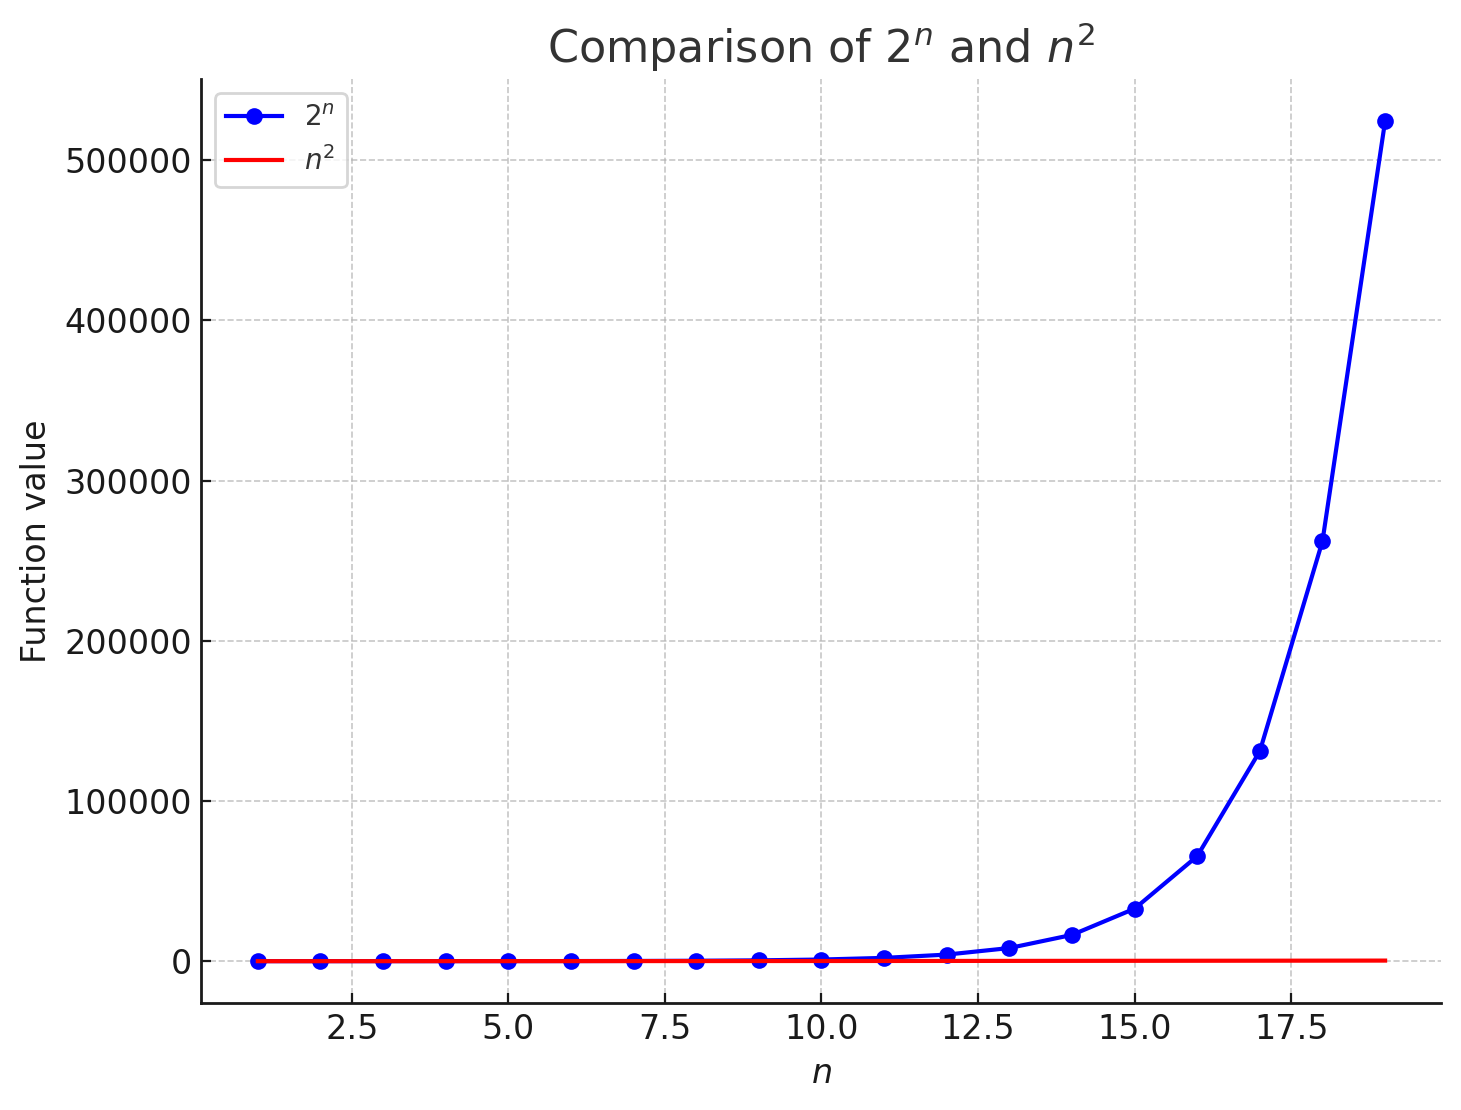 Comparison of 2ⁿ and n²
2ⁿ
n²
500000
400000
300000
200000
100000
0
Function value
2.5 5.0 7.5 10.0 12.5 15.0 17.5
n